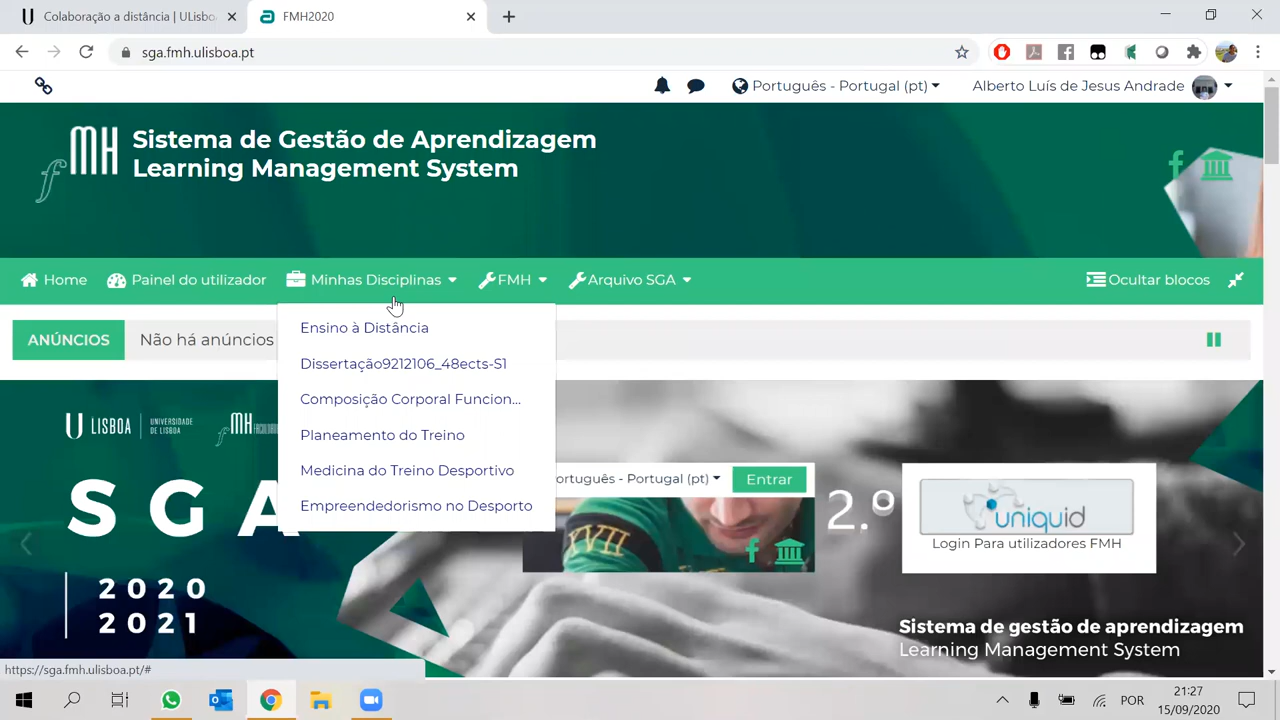 Colaboração a distância | ULisbo
FMH2020
sga.fmh.ulisboa.pt
Português - Portugal (pt)
Alberto Luís de Jesus Andrade
fMH
Sistema de Gestão de Aprendizagem
Learning Management System
Home
Painel do utilizador
Minhas Disciplinas
FMH
Arquivo SGA
Ocultar blocos
Ensino à Distância
Dissertação9212106_48ects-S1
Composição Corporal Funcion...
Planeamento do Treino
Medicina do Treino Desportivo
Empreendedorismo no Desporto
ANÚNCIOS
Não há anúncios
U LISBOA
UNIVERSIDADE
DE LISBOA
fMH
SGA
2020
2021
ortuguês - Portugal (pt)
Entrar
2.º
uniquid
Login Para utilizadores FMH
Sistema de gestão de aprendizagem
Learning Management System
https://sga.fmh.ulisboa.pt/#
POR
21:27
15/09/2020